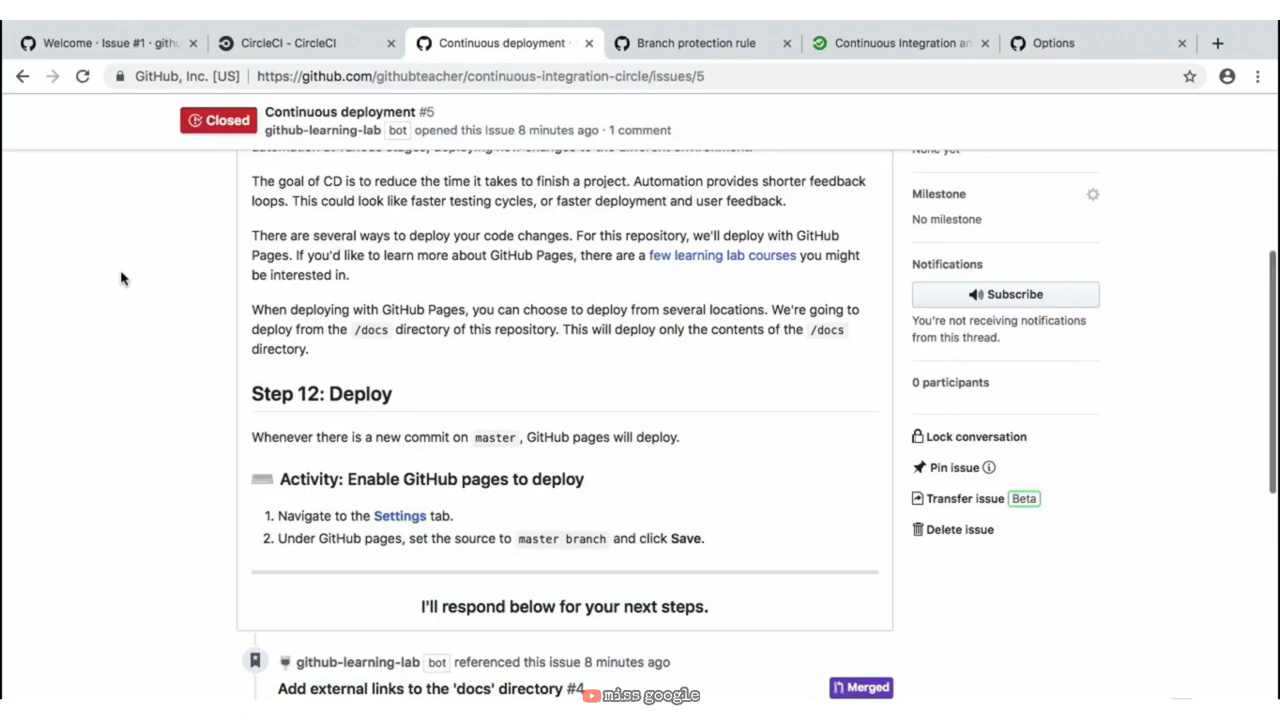 Welcome · Issue #1 · gith
CircleCI - CircleCI
Continuous deployment ·
Branch protection rule
Continuous Integration an
Options
GitHub, Inc. [US]
https://github.com/githubteacher/continuous-integration-circle/issues/5
Closed
Continuous deployment #5
github-learning-lab bot opened this Issue 8 minutes ago · 1 comment
automation at various stages, deploying new changes to the different environment.
The goal of CD is to reduce the time it takes to finish a project. Automation provides shorter feedback
loops. This could look like faster testing cycles, or faster deployment and user feedback.
There are several ways to deploy your code changes. For this repository, we'll deploy with GitHub
Pages. If you'd like to learn more about GitHub Pages, there are a few learning lab courses you might
be interested in.
When deploying with GitHub Pages, you can choose to deploy from several locations. We're going to
deploy from the /docs directory of this repository. This will deploy only the contents of the /docs
directory.
Step 12: Deploy
Whenever there is a new commit on master , GitHub pages will deploy.
Activity: Enable GitHub pages to deploy
1. Navigate to the Settings tab.
2. Under GitHub pages, set the source to master branch and click Save.
I'll respond below for your next steps.
github-learning-lab bot referenced this issue 8 minutes ago
Add external links to the 'docs' directory #4
Merged
None yet
Milestone
No milestone
Notifications
Subscribe
You're not receiving notifications
from this thread.
0 participants
Lock conversation
Pin issue
Transfer issue Beta
Delete issue
miss google